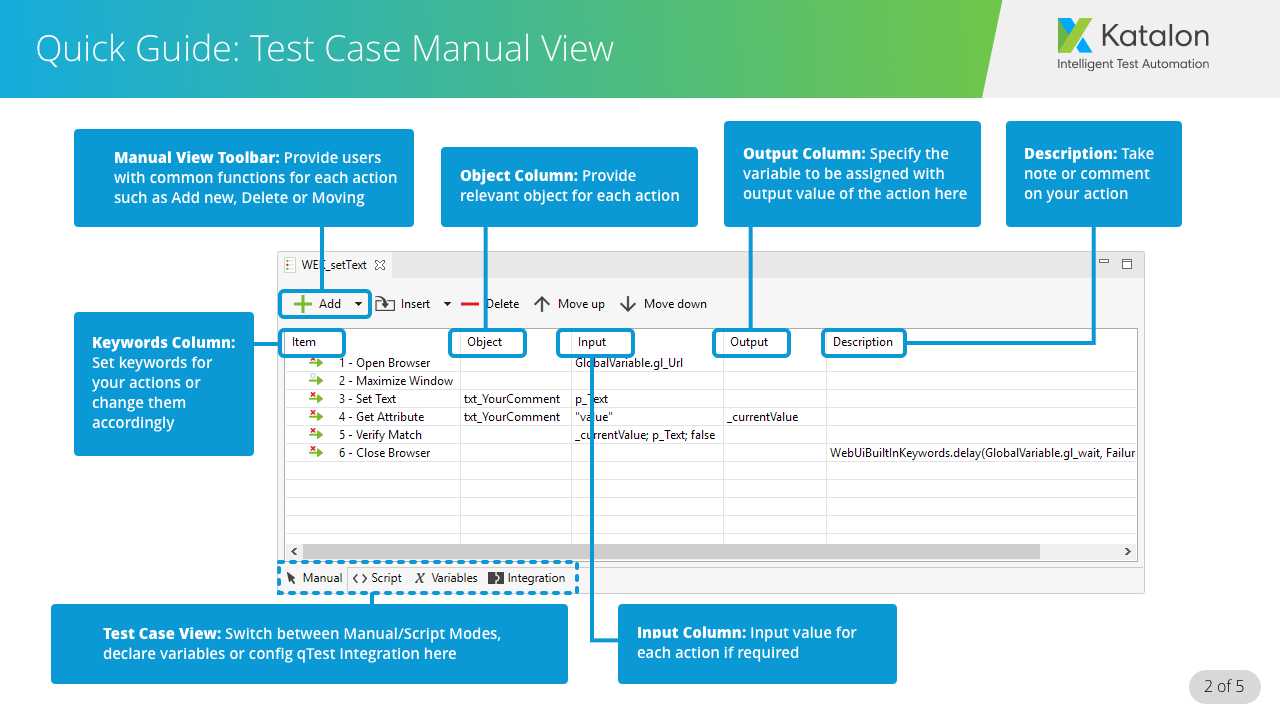 Quick Guide: Test Case Manual View
Katalon
Intelligent Test Automation
Manual View Toolbar: Provide users
with common functions for each action
such as Add new, Delete or Moving
Object Column: Provide
relevant object for each action
Output Column: Specify the
variable to be assigned with
output value of the action here
Description: Take
note or comment
on your action
Keywords Column:
Set keywords for
your actions or
change them
accordingly
_setText
Add Insert Delete Move up Move down
Item Object Input Output Description
1 - Open Browser GlobalVariable.gl_Url
2 - Maximize Window
3 - Set Text txt_YourComment p_Text
4 - Get Attribute txt_YourComment "value" _currentValue
5 - Verify Match _currentValue; p_Text; false
6 - Close Browser WebUiBuiltInKeywords.delay(GlobalVariable.gl_wait, Failur
Manual Script Variables Integration
Test Case View: Switch between Manual/Script Modes,
declare variables or config qTest Integration here
Input Column: Input value for
each action if required
2 of 5